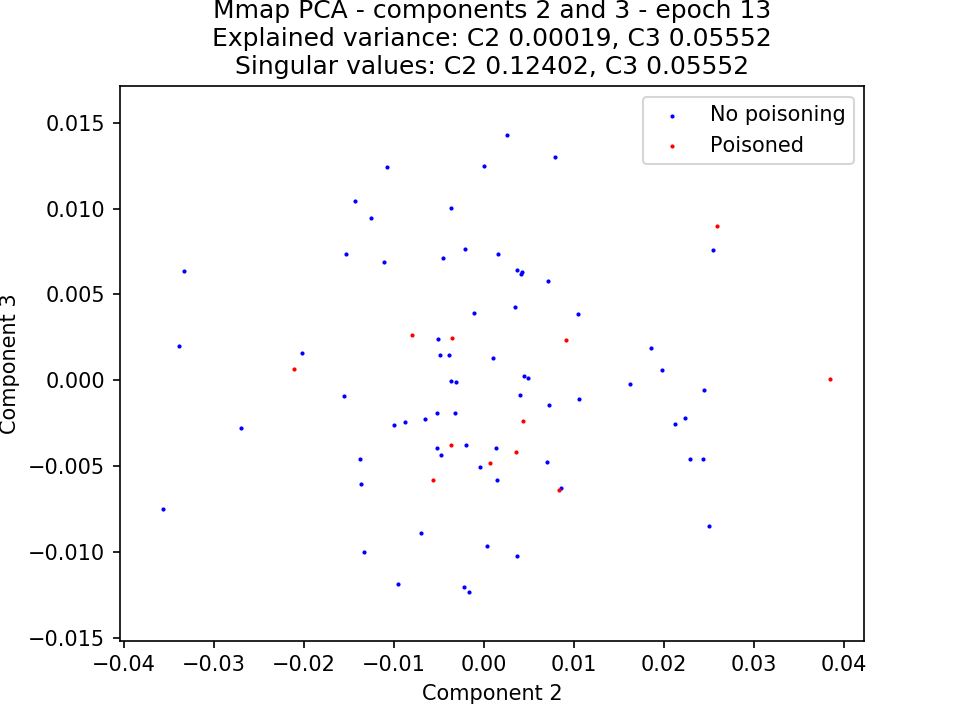 Mmap PCA - components 2 and 3 - epoch 13
Explained variance: C2 0.00019, C3 0.05552
Singular values: C2 0.12402, C3 0.05552
No poisoning
Poisoned
0.015
0.010
0.005
0.000
−0.005
−0.010
−0.015
Component 3
−0.04
−0.03
−0.02
−0.01
0.00
0.01
0.02
0.03
0.04
Component 2